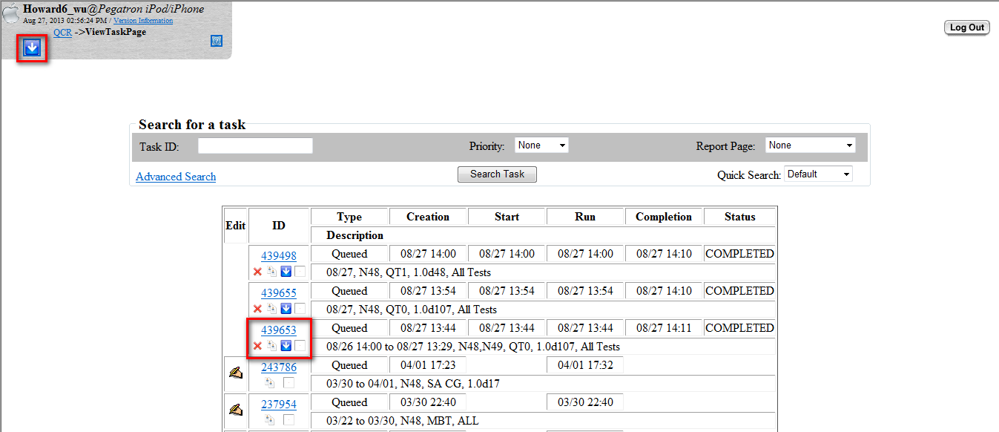 Howard6_wu@Pegatron iPod/iPhone
Aug 27, 2013 02:56:24 PM / Version Information
QCR ->ViewTaskPage
Log Out
Search for a task
Task ID: Priority: None Report Page: None
Advanced Search Search Task Quick Search: Default
Edit ID Type Creation Start Run Completion Status
Description
439498 Queued 08/27 14:00 08/27 14:00 08/27 14:00 08/27 14:10 COMPLETED
08/27, N48, QT1, 1.0d48, All Tests
439655 Queued 08/27 13:54 08/27 13:54 08/27 13:54 08/27 14:10 COMPLETED
08/27, N48, QT0, 1.0d107, All Tests
439653 Queued 08/27 13:44 08/27 13:44 08/27 13:44 08/27 14:11 COMPLETED
08/26 14:00 to 08/27 13:29, N48,N49, QT0, 1.0d107, All Tests
243786 Queued 04/01 17:23 04/01 17:32
03/30 to 04/01, N48, SA CG, 1.0d17
237954 Queued 03/30 22:40 03/30 22:40
03/22 to 03/30, N48, MBT, ALL